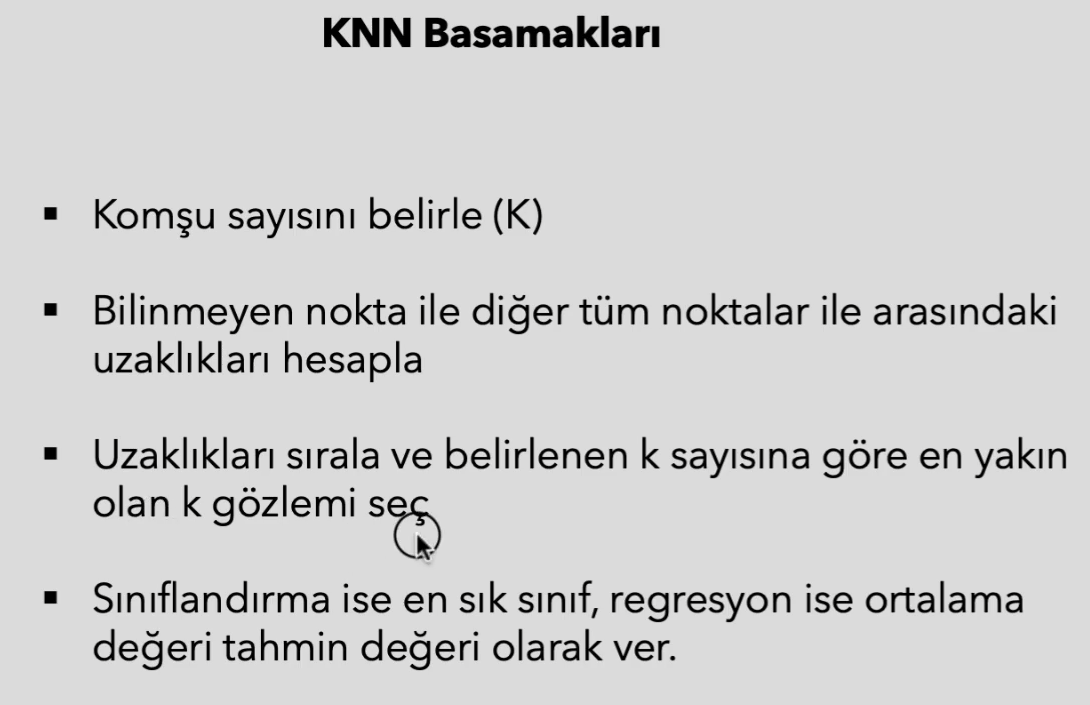 KNN Basamakları
▪ Komşu sayısını belirle (K)
▪ Bilinmeyen nokta ile diğer tüm noktalar ile arasındaki
uzaklıkları hesapla
▪ Uzaklıkları sırala ve belirlenen k sayısına göre en yakın
olan k gözlemi seç
▪ Sınıflandırma ise en sık sınıf, regresyon ise ortalama
değeri tahmin değeri olarak ver.